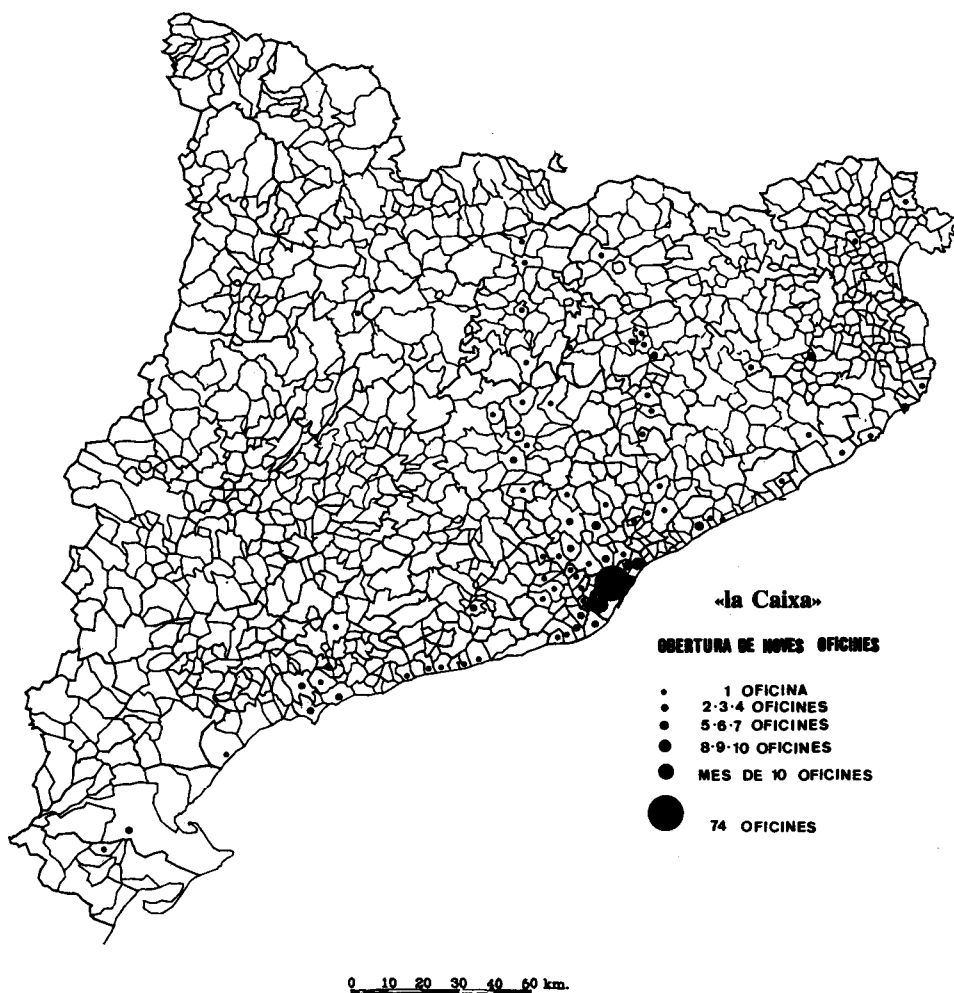 «la Caixa»
OBERTURA DE NOVES OFICINES
1 OFICINA
2·3·4 OFICINES
5·6·7 OFICINES
8·9·10 OFICINES
MES DE 10 OFICINES
74 OFICINES
0 10 20 30 40 50 km.